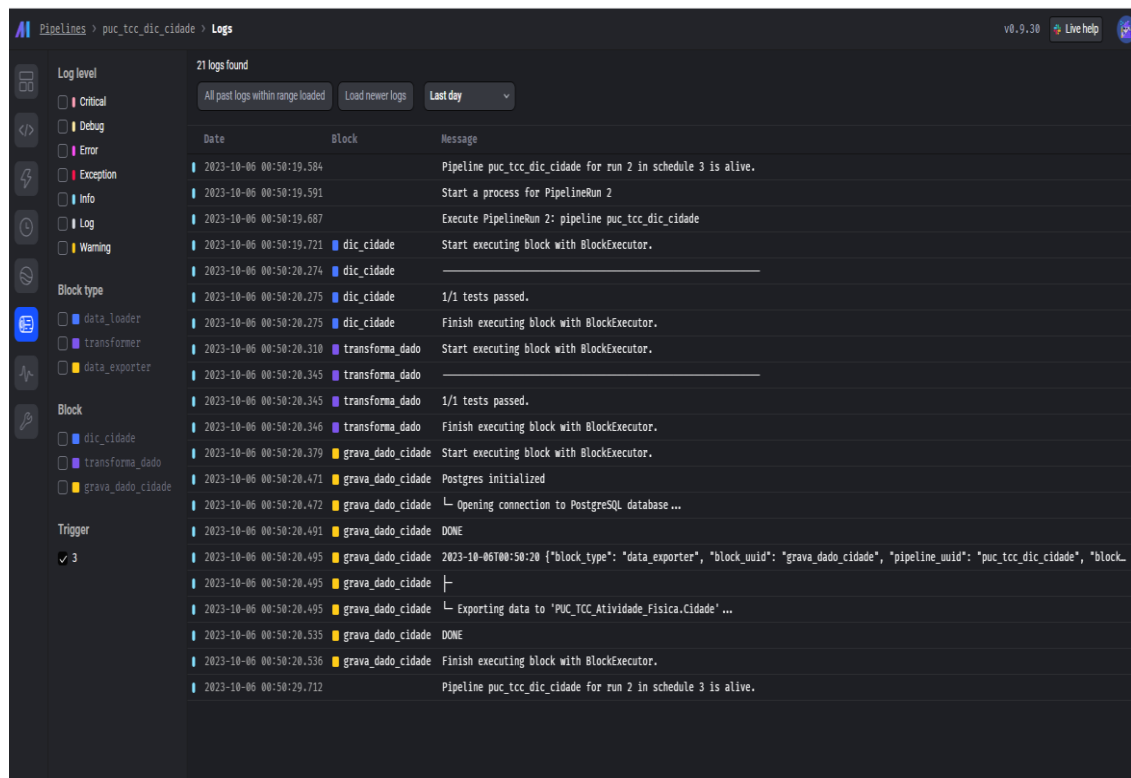 Pipelines > puc_tcc_dic_cidade > Logs
v0.9.30 Live help
Log level
Critical
Debug
Error
Exception
Info
Log
Warning
Block type
data_loader
transformer
data_exporter
Block
dic_cidade
transforma_dado
grava_dado_cidade
Trigger
3
21 logs found
All past logs within range loaded Load newer logs Last day
Date Block Message
2023-10-06 00:50:19.584 Pipeline puc_tcc_dic_cidade for run 2 in schedule 3 is alive.
2023-10-06 00:50:19.591 Start a process for PipelineRun 2
2023-10-06 00:50:19.687 Execute PipelineRun 2: pipeline puc_tcc_dic_cidade
2023-10-06 00:50:19.721 dic_cidade Start executing block with BlockExecutor.
2023-10-06 00:50:20.274 dic_cidade
2023-10-06 00:50:20.275 dic_cidade 1/1 tests passed.
2023-10-06 00:50:20.275 dic_cidade Finish executing block with BlockExecutor.
2023-10-06 00:50:20.310 transforma_dado Start executing block with BlockExecutor.
2023-10-06 00:50:20.345 transforma_dado
2023-10-06 00:50:20.345 transforma_dado 1/1 tests passed.
2023-10-06 00:50:20.346 transforma_dado Finish executing block with BlockExecutor.
2023-10-06 00:50:20.379 grava_dado_cidade Start executing block with BlockExecutor.
2023-10-06 00:50:20.471 grava_dado_cidade Postgres initialized
2023-10-06 00:50:20.472 grava_dado_cidade └─ Opening connection to PostgreSQL database...
2023-10-06 00:50:20.491 grava_dado_cidade DONE
2023-10-06 00:50:20.495 grava_dado_cidade 2023-10-06T00:50:20 {"block_type": "data_exporter", "block_uuid": "grava_dado_cidade", "pipeline_uuid": "puc_tcc_dic_cidade", "block…
2023-10-06 00:50:20.495 grava_dado_cidade ├─
2023-10-06 00:50:20.495 grava_dado_cidade └─ Exporting data to 'PUC_TCC_Atividade_Fisica.Cidade'...
2023-10-06 00:50:20.535 grava_dado_cidade DONE
2023-10-06 00:50:20.536 grava_dado_cidade Finish executing block with BlockExecutor.
2023-10-06 00:50:29.712 Pipeline puc_tcc_dic_cidade for run 2 in schedule 3 is alive.